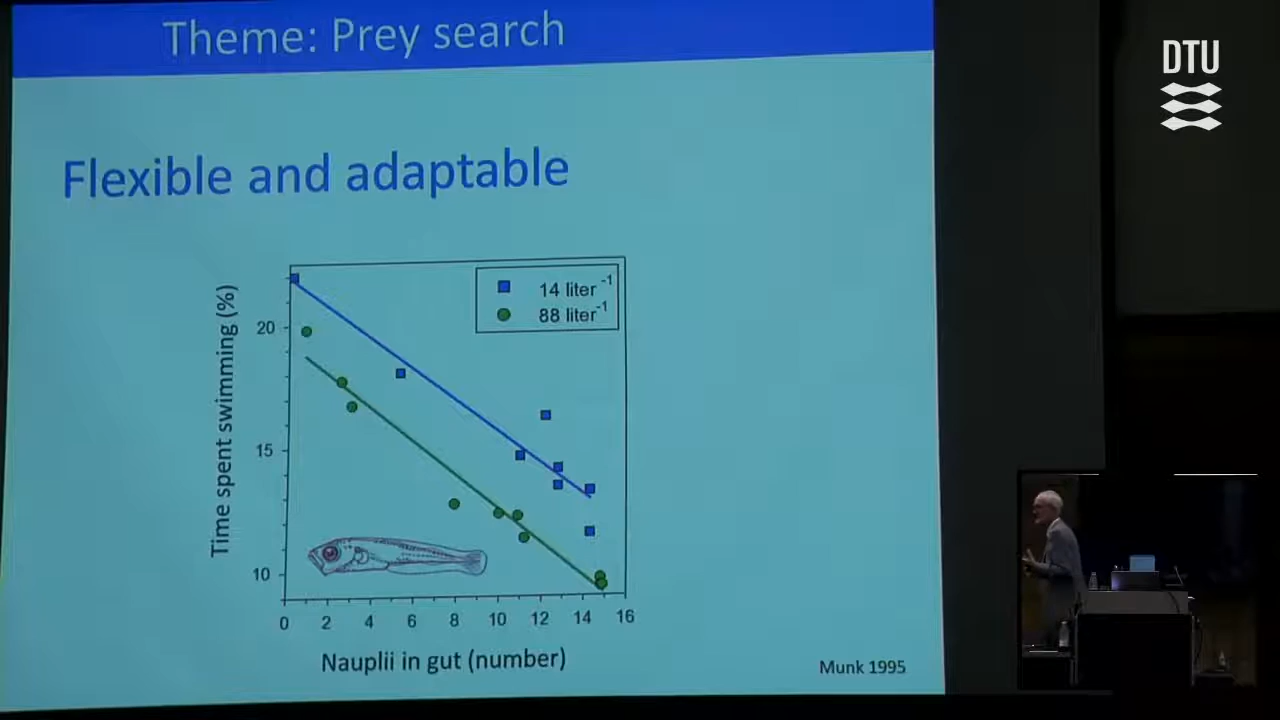 Theme: Prey search
DTU
Flexible and adaptable
14 liter -1
88 liter-1
Time spent swimming (%)
20
15
10
0 2 4 6 8 10 12 14 16
Nauplii in gut (number)
Munk 1995